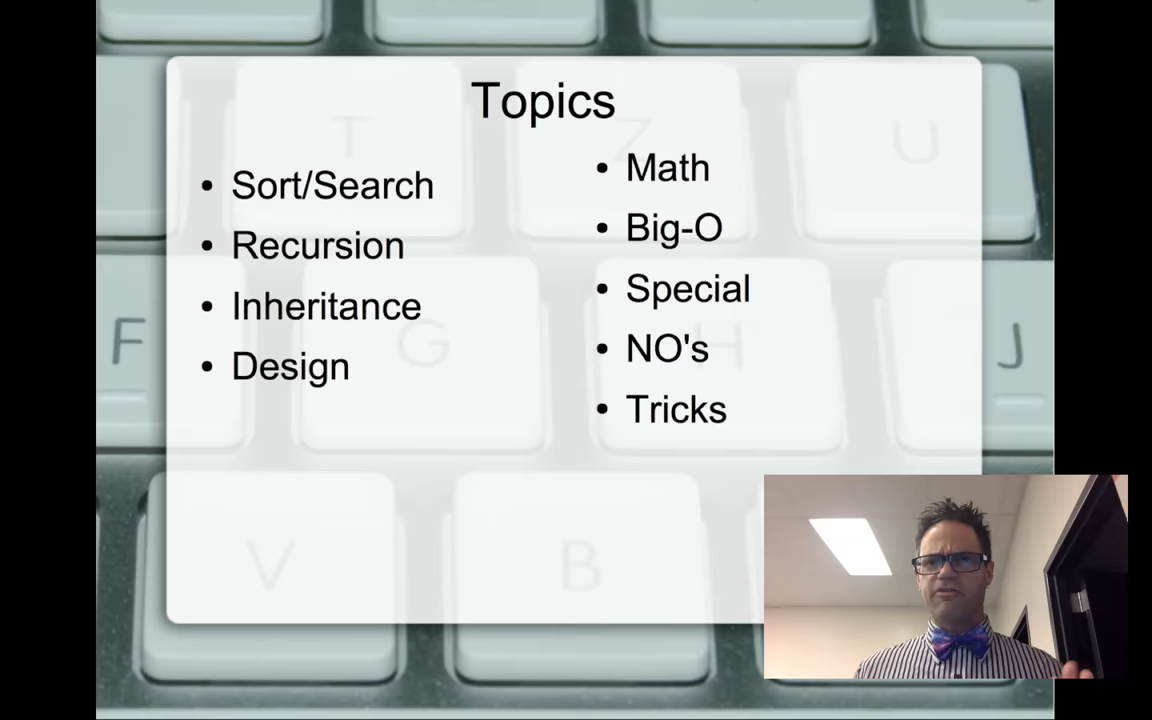 Topics
• Sort/Search
• Recursion
• Inheritance
• Design
• Math
• Big-O
• Special
• NO's
• Tricks
T
Z
U
F
G
H
J
V
B